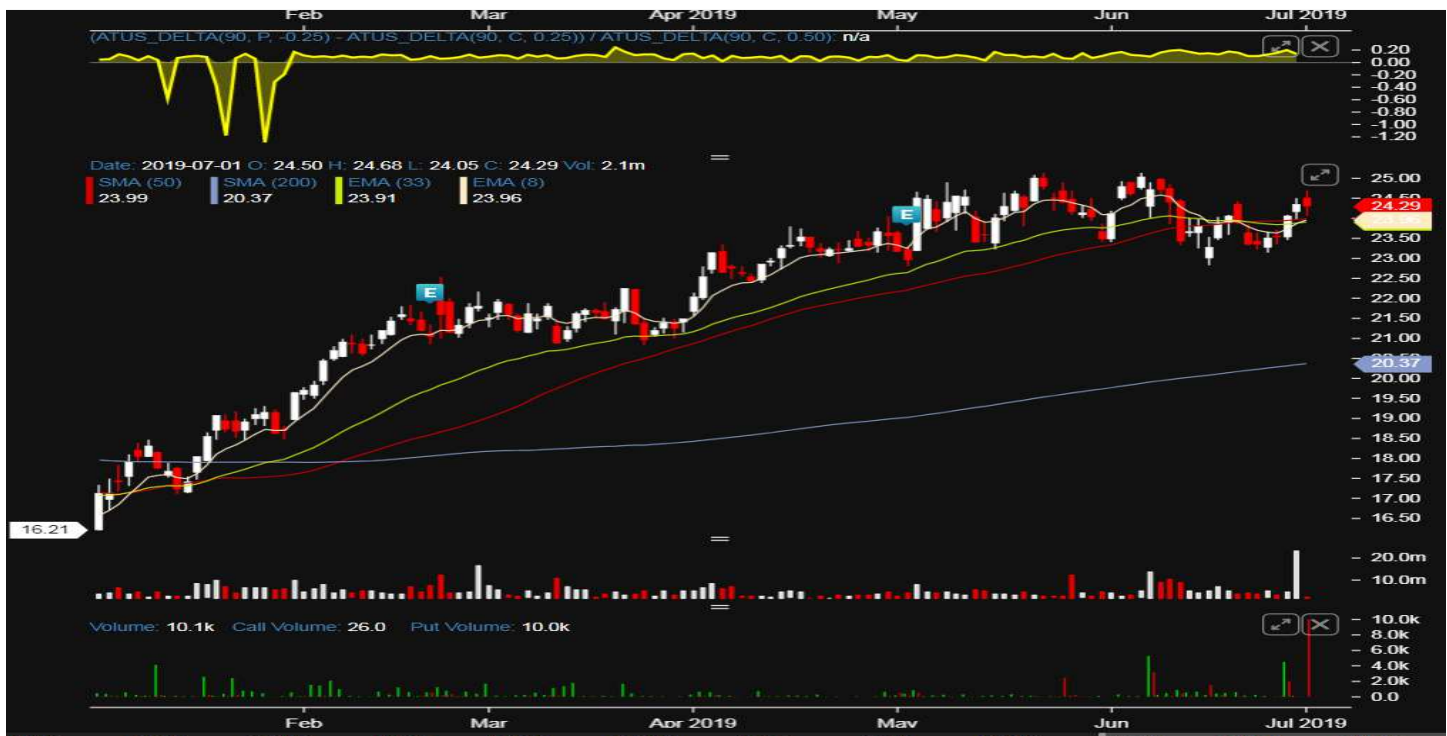 Feb Mar Apr 2019 May Jun Jul 2019
(ATUS_DELTA(90, P, -0.25) - ATUS_DELTA(90, C, 0.25)) / ATUS_DELTA(90, C, 0.50): n/a
0.20
0.00
-0.20
-0.40
-0.60
-0.80
-1.00
-1.20
Date: 2019-07-01 O: 24.50 H: 24.68 L: 24.05 C: 24.29 Vol: 2.1m
SMA (50) SMA (200) EMA (33) EMA (8)
23.99 20.37 23.91 23.96
25.00
24.29
23.50
23.00
E
22.50
E
22.00
21.50
21.00
20.37
20.00
19.50
19.00
18.50
18.00
17.50
17.00
16.50
16.21
20.0m
10.0m
Volume: 10.1k Call Volume: 26.0 Put Volume: 10.0k
10.0k
8.0k
6.0k
4.0k
2.0k
0.0
Feb Mar Apr 2019 May Jun Jul 2019